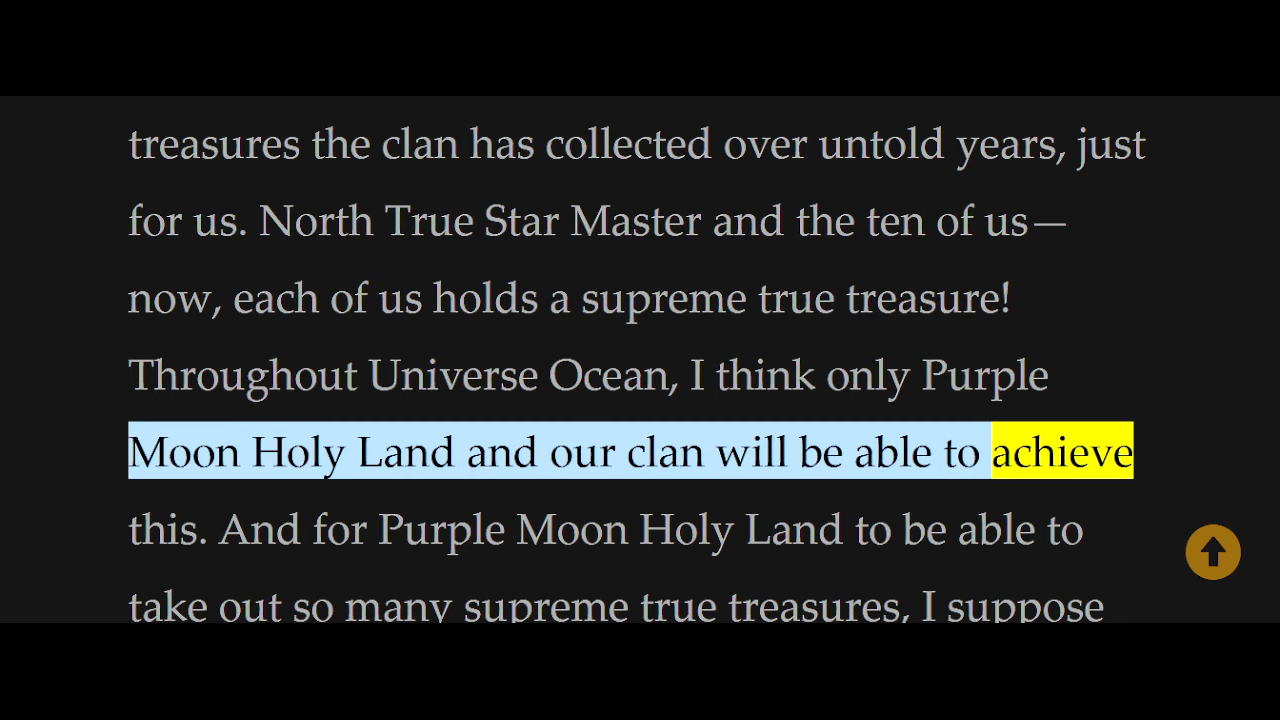 treasures the clan has collected over untold years, just
for us. North True Star Master and the ten of us—
now, each of us holds a supreme true treasure!
Throughout Universe Ocean, I think only Purple
Moon Holy Land and our clan will be able to achieve
this. And for Purple Moon Holy Land to be able to
take out so many supreme true treasures, I suppose